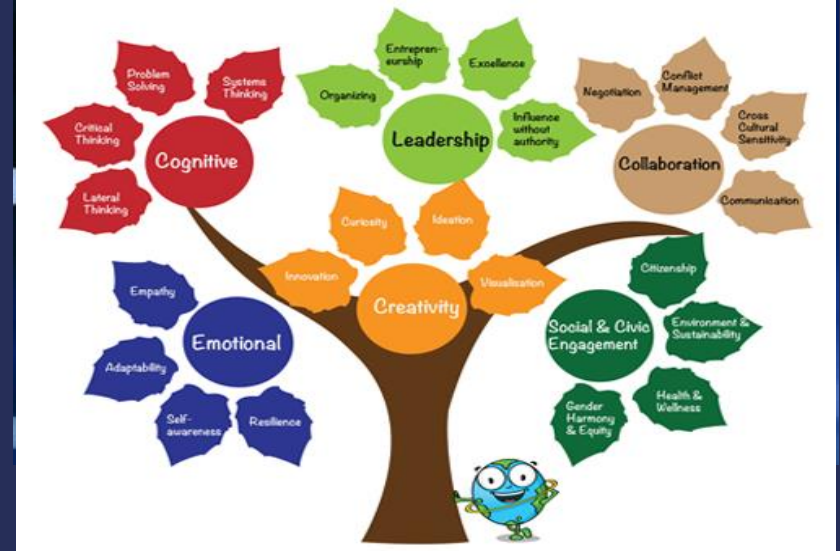 Problem
Solving
Systems
Thinking
Critical
Thinking
Lateral
Thinking
Cognitive
Entrepren-
eurship
Excellence
Organizing
Influence
without
authority
Leadership
Negotiation
Conflict
Management
Cross
Cultural
Sensitivity
Communication
Collaboration
Curiosity
Ideation
Innovation
Visualisation
Creativity
Empathy
Adaptability
Self-
awareness
Resilience
Emotional
Citizenship
Environment &
Sustainability
Health &
Wellness
Gender
Harmony
& Equity
Social & Civic
Engagement